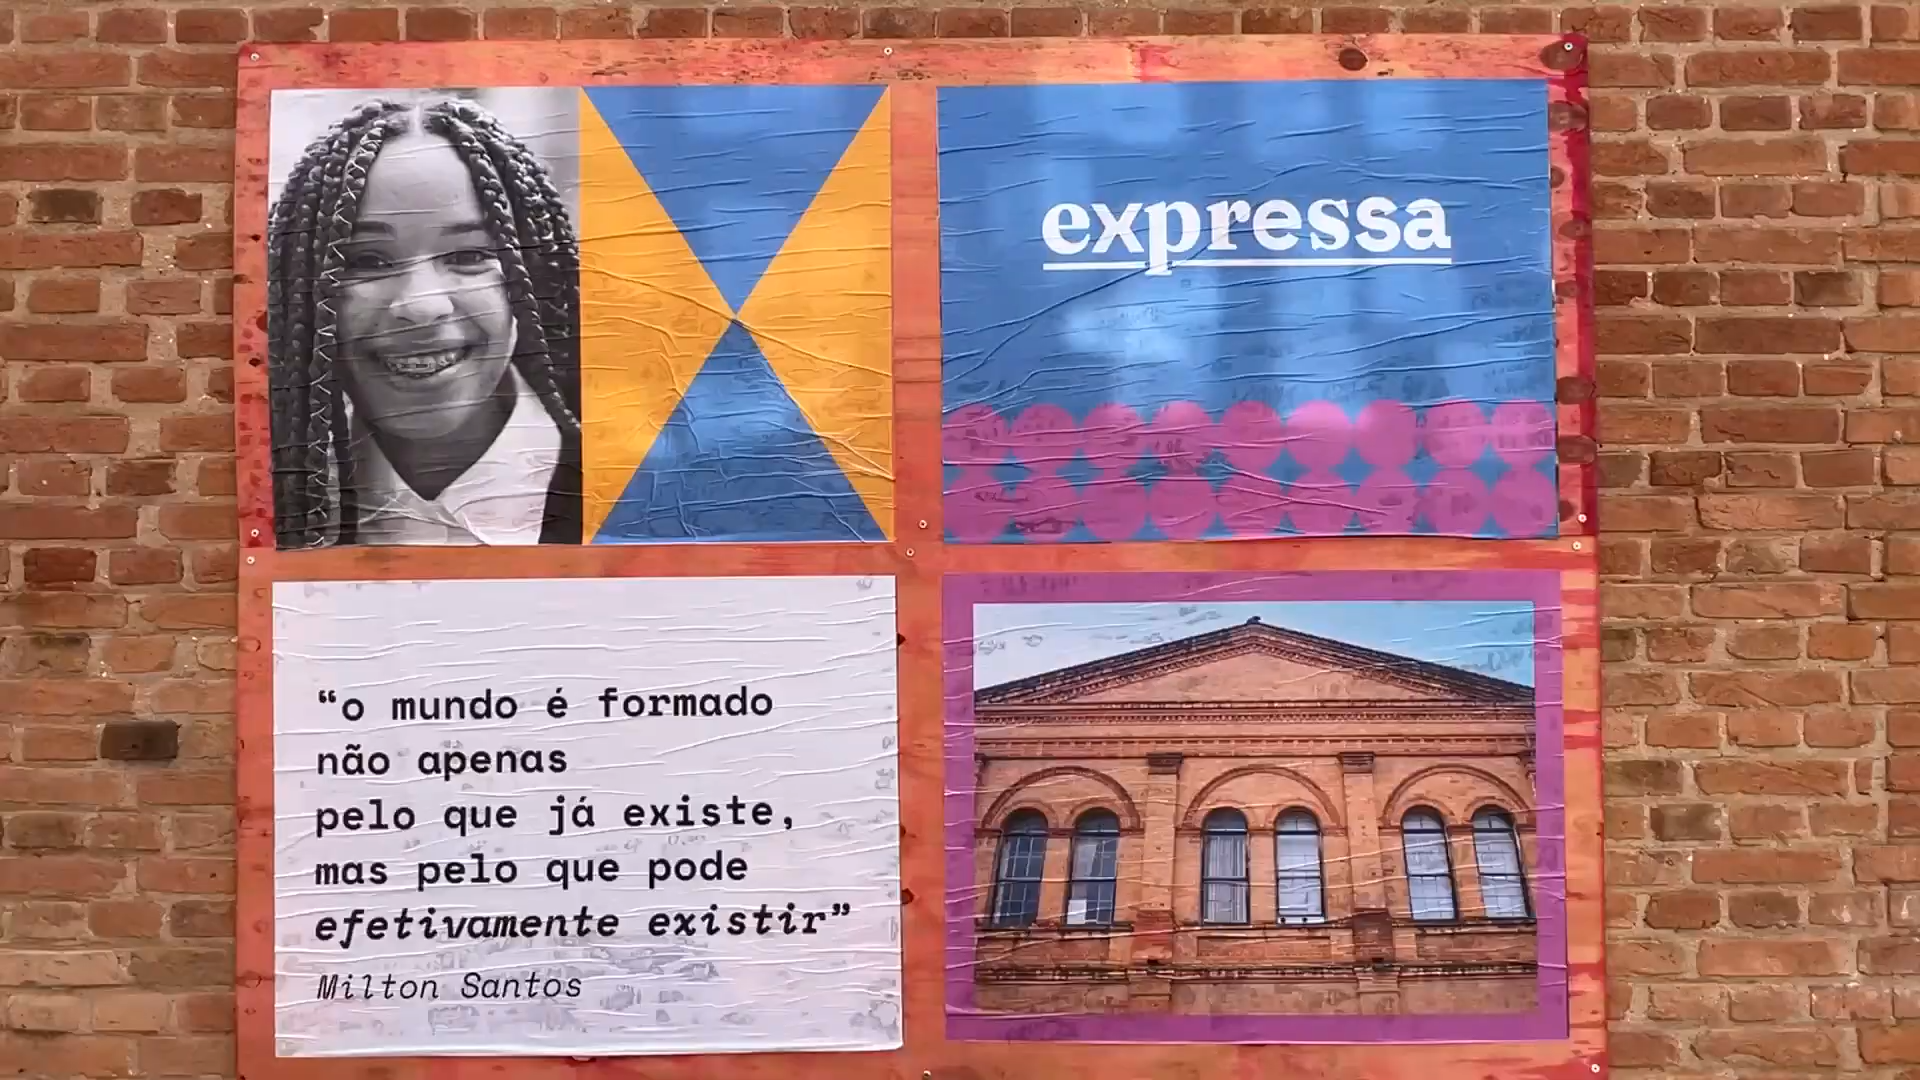 expressa
“o mundo é formado
não apenas
pelo que já existe,
mas pelo que pode
efetivamente existir”
Milton Santos